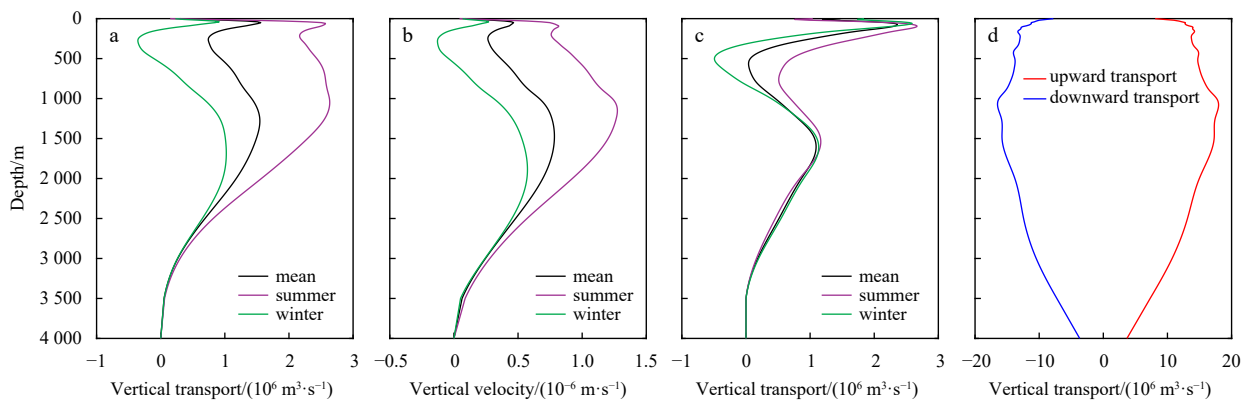 a
b
c
d
0
500
1 000
1 500
2 000
2 500
3 000
3 500
4 000
Depth/m
mean
summer
winter
mean
summer
winter
mean
summer
winter
upward transport
downward transport
−1 0 1 2 3
−0.5 0 0.5 1.0 1.5
−1 0 1 2 3
−20 −10 0 10 20
Vertical transport/(10⁶ m³·s⁻¹)
Vertical velocity/(10⁻⁶ m·s⁻¹)
Vertical transport/(10⁶ m³·s⁻¹)
Vertical transport/(10⁶ m³·s⁻¹)